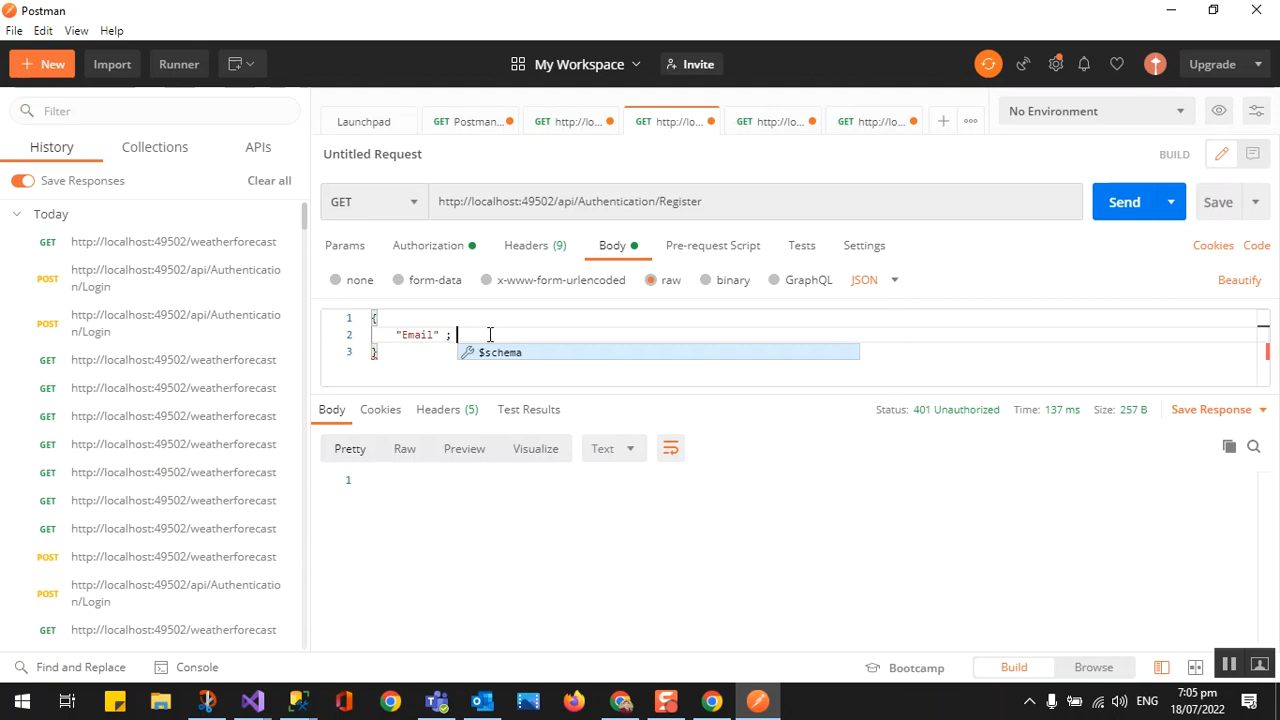 Postman
File Edit View Help
New Import Runner My Workspace Invite Upgrade
Filter
Launchpad GET Postman... GET http://lo... GET http://lo... GET http://lo... GET http://lo... No Environment
History Collections APIs
Untitled Request BUILD
Save Responses Clear all
GET http://localhost:49502/api/Authentication/Register Send Save
Today
GET http://localhost:49502/weatherforecast
POST http://localhost:49502/api/Authentication/Login
POST http://localhost:49502/api/Authentication/Login
GET http://localhost:49502/weatherforecast
GET http://localhost:49502/weatherforecast
GET http://localhost:49502/weatherforecast
GET http://localhost:49502/weatherforecast
GET http://localhost:49502/weatherforecast
GET http://localhost:49502/weatherforecast
GET http://localhost:49502/weatherforecast
POST http://localhost:49502/weatherforecast
POST http://localhost:49502/api/Authentication/Login
GET http://localhost:49502/weatherforecast
Params Authorization Headers (9) Body Pre-request Script Tests Settings Cookies Code
none form-data x-www-form-urlencoded raw binary GraphQL JSON Beautify
1 {
2 "Email" ;
3 }
$schema
Body Cookies Headers (5) Test Results Status: 401 Unauthorized Time: 137 ms Size: 257 B Save Response
Pretty Raw Preview Visualize Text
1
Find and Replace Console Bootcamp Build Browse
ENG 7:05 pm
18/07/2022